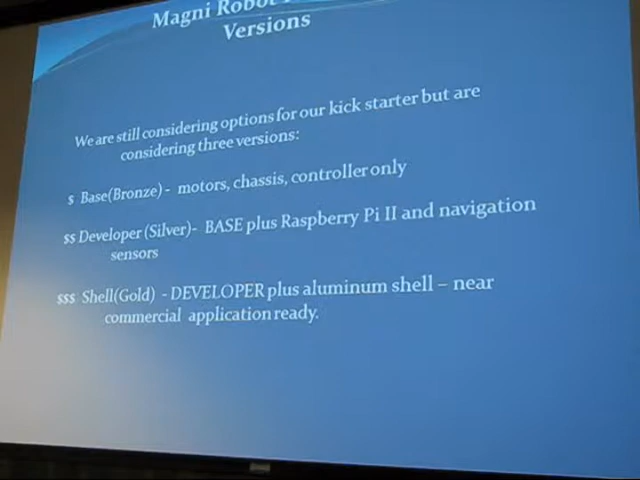 Magni Robot
Versions
We are still considering options for our kick starter but are
considering three versions:
$ Base(Bronze) - motors, chassis, controller only
$$ Developer (Silver)- BASE plus Raspberry Pi II and navigation
sensors
$$$ Shell(Gold) - DEVELOPER plus aluminum shell – near
commercial application ready.